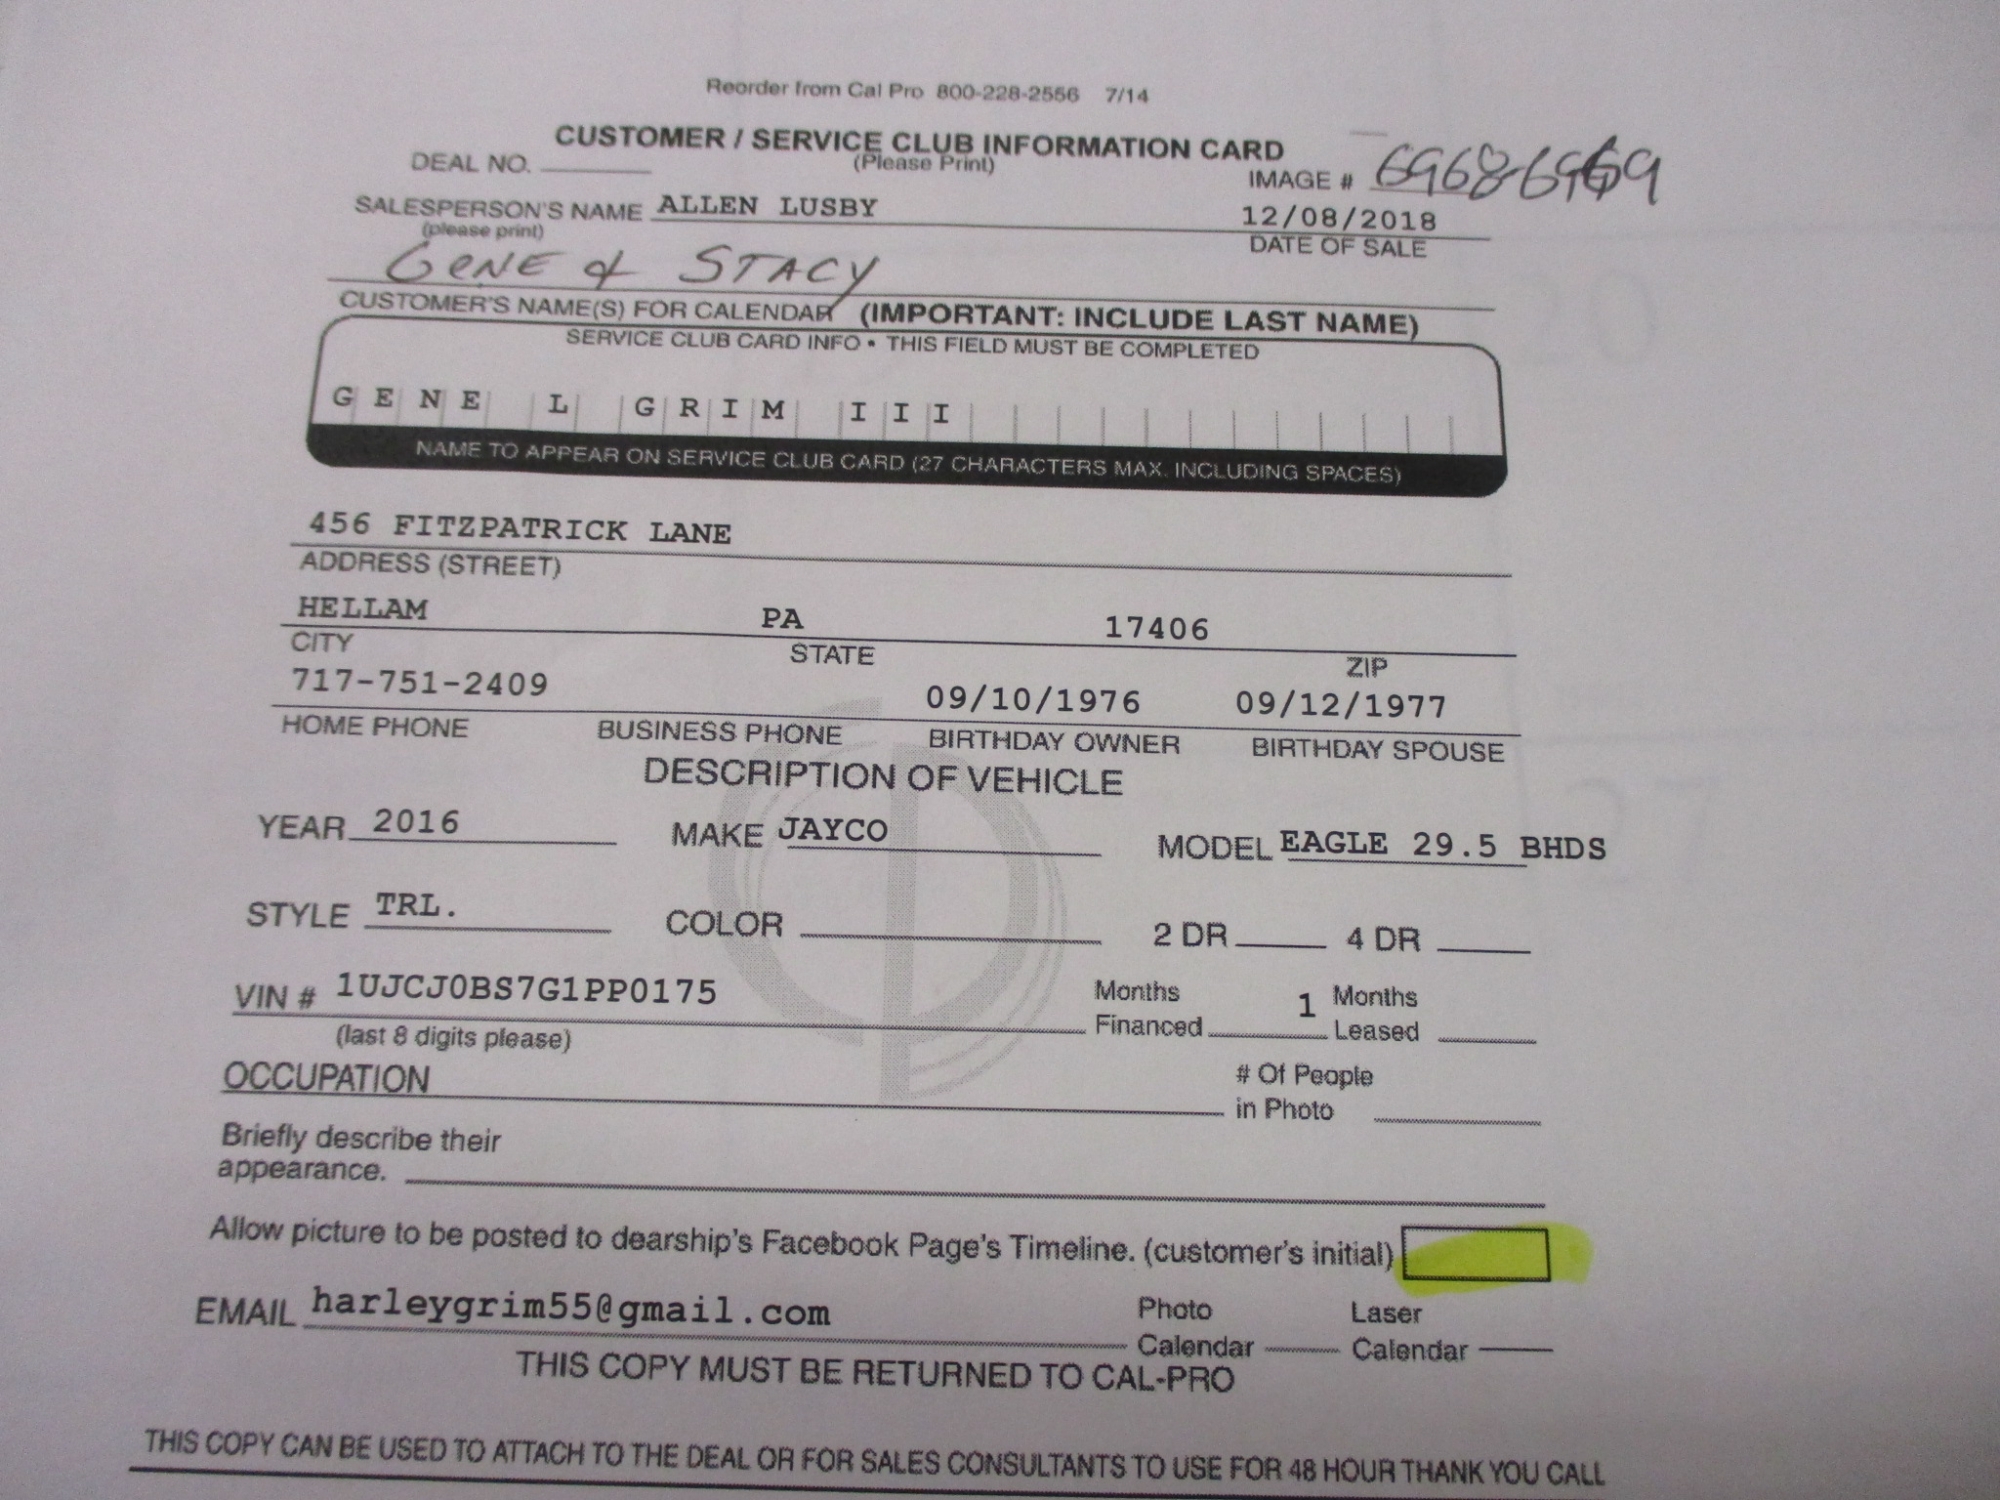 Reorder from Cal Pro 800-228-2556 7/14
CUSTOMER / SERVICE CLUB INFORMATION CARD
DEAL NO. (Please Print) IMAGE #
SALESPERSON'S NAME ALLEN LUSBY 12/08/2018
(please print) DATE OF SALE
GENE & STACY
CUSTOMER'S NAME(S) FOR CALENDAR (IMPORTANT: INCLUDE LAST NAME)
SERVICE CLUB CARD INFO • THIS FIELD MUST BE COMPLETED
GENE L GRIM III
NAME TO APPEAR ON SERVICE CLUB CARD (27 CHARACTERS MAX. INCLUDING SPACES)
456 FITZPATRICK LANE
ADDRESS (STREET)
HELLAM PA 17406
CITY STATE ZIP
717-751-2409 09/10/1976 09/12/1977
HOME PHONE BUSINESS PHONE BIRTHDAY OWNER BIRTHDAY SPOUSE
DESCRIPTION OF VEHICLE
YEAR 2016 MAKE JAYCO MODEL EAGLE 29.5 BHDS
STYLE TRL. COLOR 2 DR 4 DR
VIN # 1UJCJ0BS7G1PP0175 Months 1 Months
(last 8 digits please) Financed Leased
OCCUPATION # Of People
in Photo
Briefly describe their
appearance.
Allow picture to be posted to dearship's Facebook Page's Timeline. (customer's initial)
EMAIL harleygrim55@gmail.com Photo Laser
Calendar Calendar
THIS COPY MUST BE RETURNED TO CAL-PRO
THIS COPY CAN BE USED TO ATTACH TO THE DEAL OR FOR SALES CONSULTANTS TO USE FOR 48 HOUR THANK YOU CALL